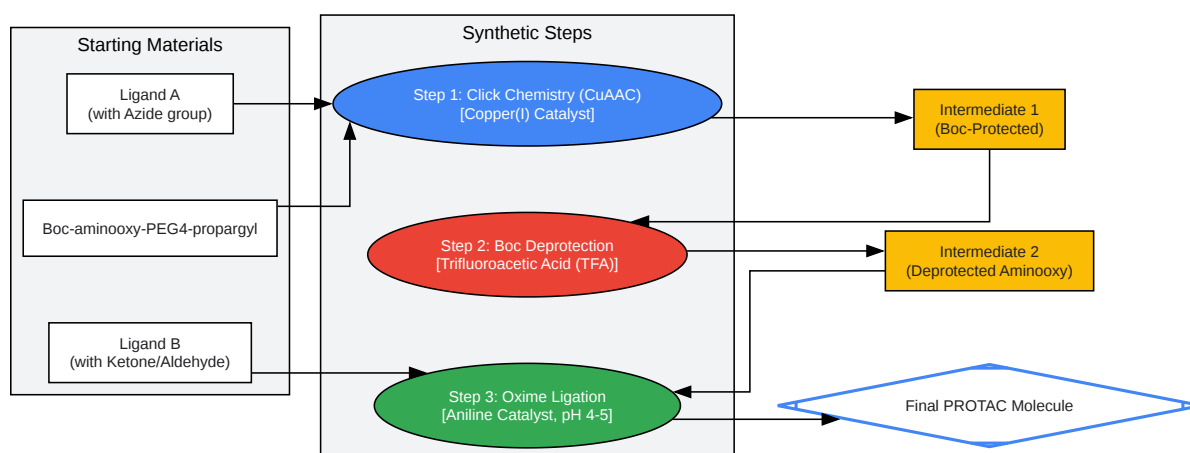 Starting Materials
Ligand A
(with Azide group)
Boc-aminooxy-PEG4-propargyl
Ligand B
(with Ketone/Aldehyde)
Synthetic Steps
Step 1: Click Chemistry (CuAAC)
[Copper(I) Catalyst]
Step 2: Boc Deprotection
[Trifluoroacetic Acid (TFA)]
Step 3: Oxime Ligation
[Aniline Catalyst, pH 4-5]
Intermediate 1
(Boc-Protected)
Intermediate 2
(Deprotected Aminooxy)
Final PROTAC Molecule